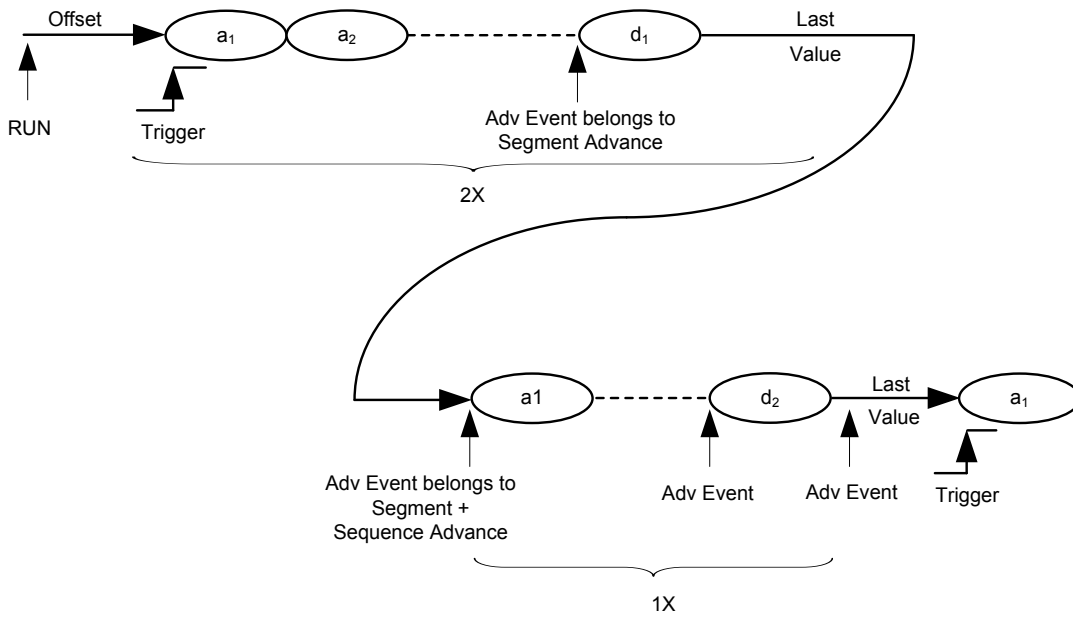 Offset
a₁
a₂
d₁
Last
Value
RUN
Trigger
Adv Event belongs to
Segment Advance
2X
a1
d₂
Last
Value
a₁
Adv Event belongs to
Segment +
Sequence Advance
Adv Event
Adv Event
Trigger
1X